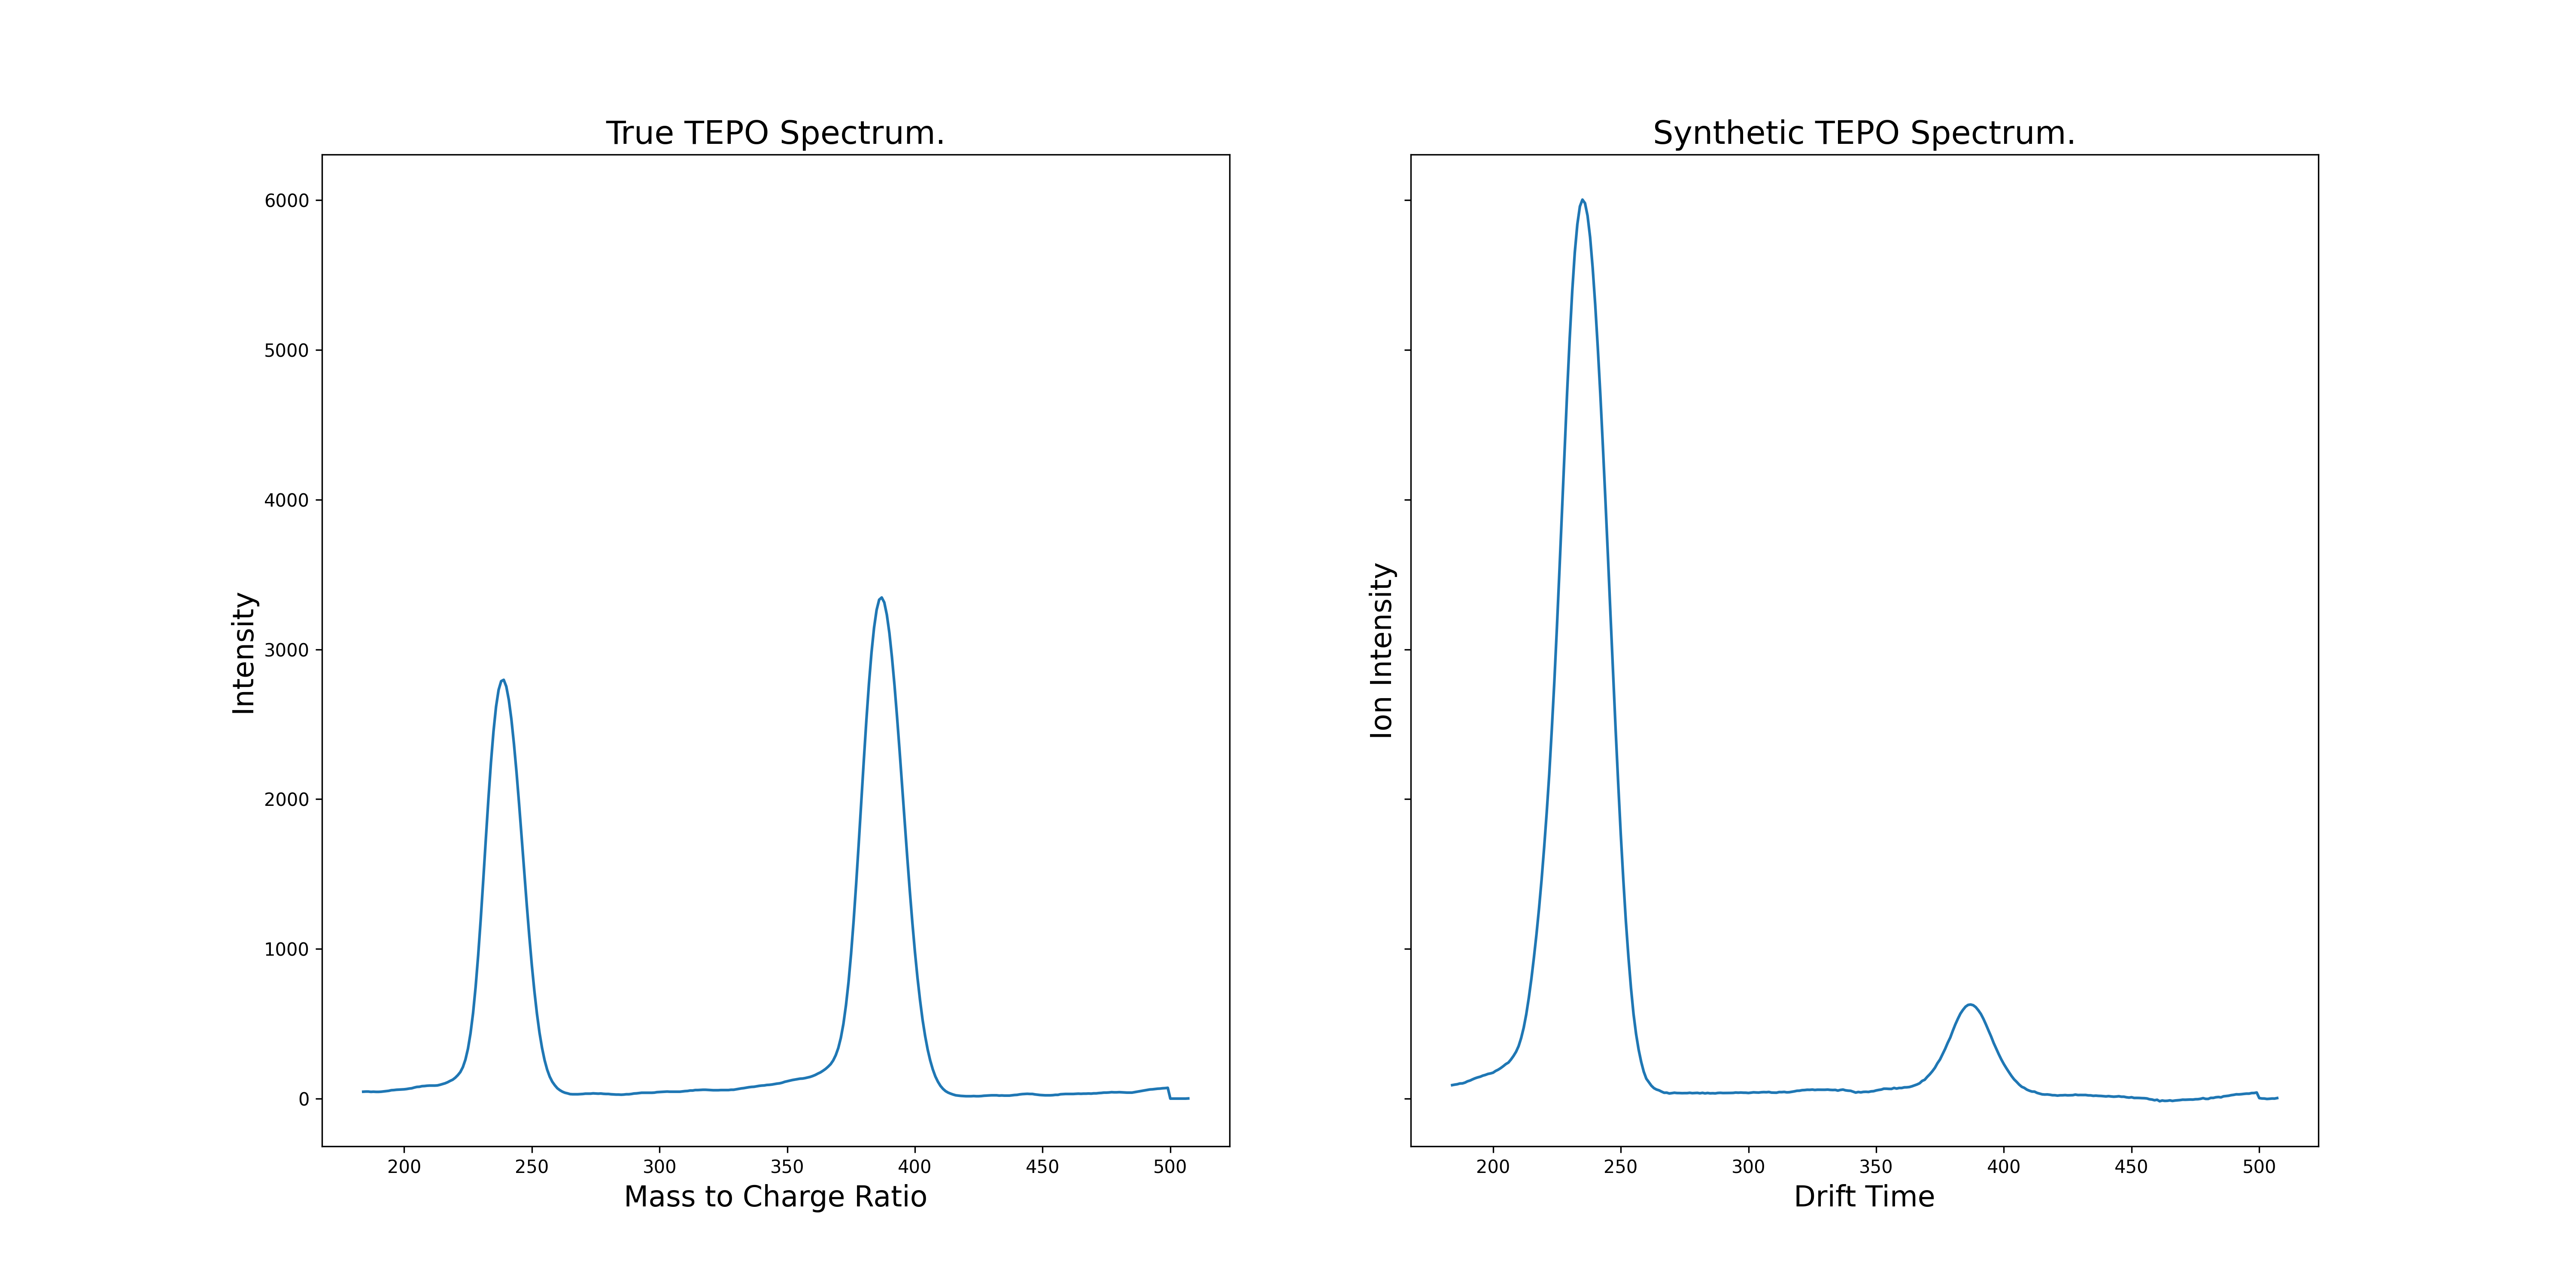 True TEPO Spectrum.
6000
5000
4000
3000
2000
1000
0
Intensity
200 250 300 350 400 450 500
Mass to Charge Ratio
Synthetic TEPO Spectrum.
Ion Intensity
200 250 300 350 400 450 500
Drift Time